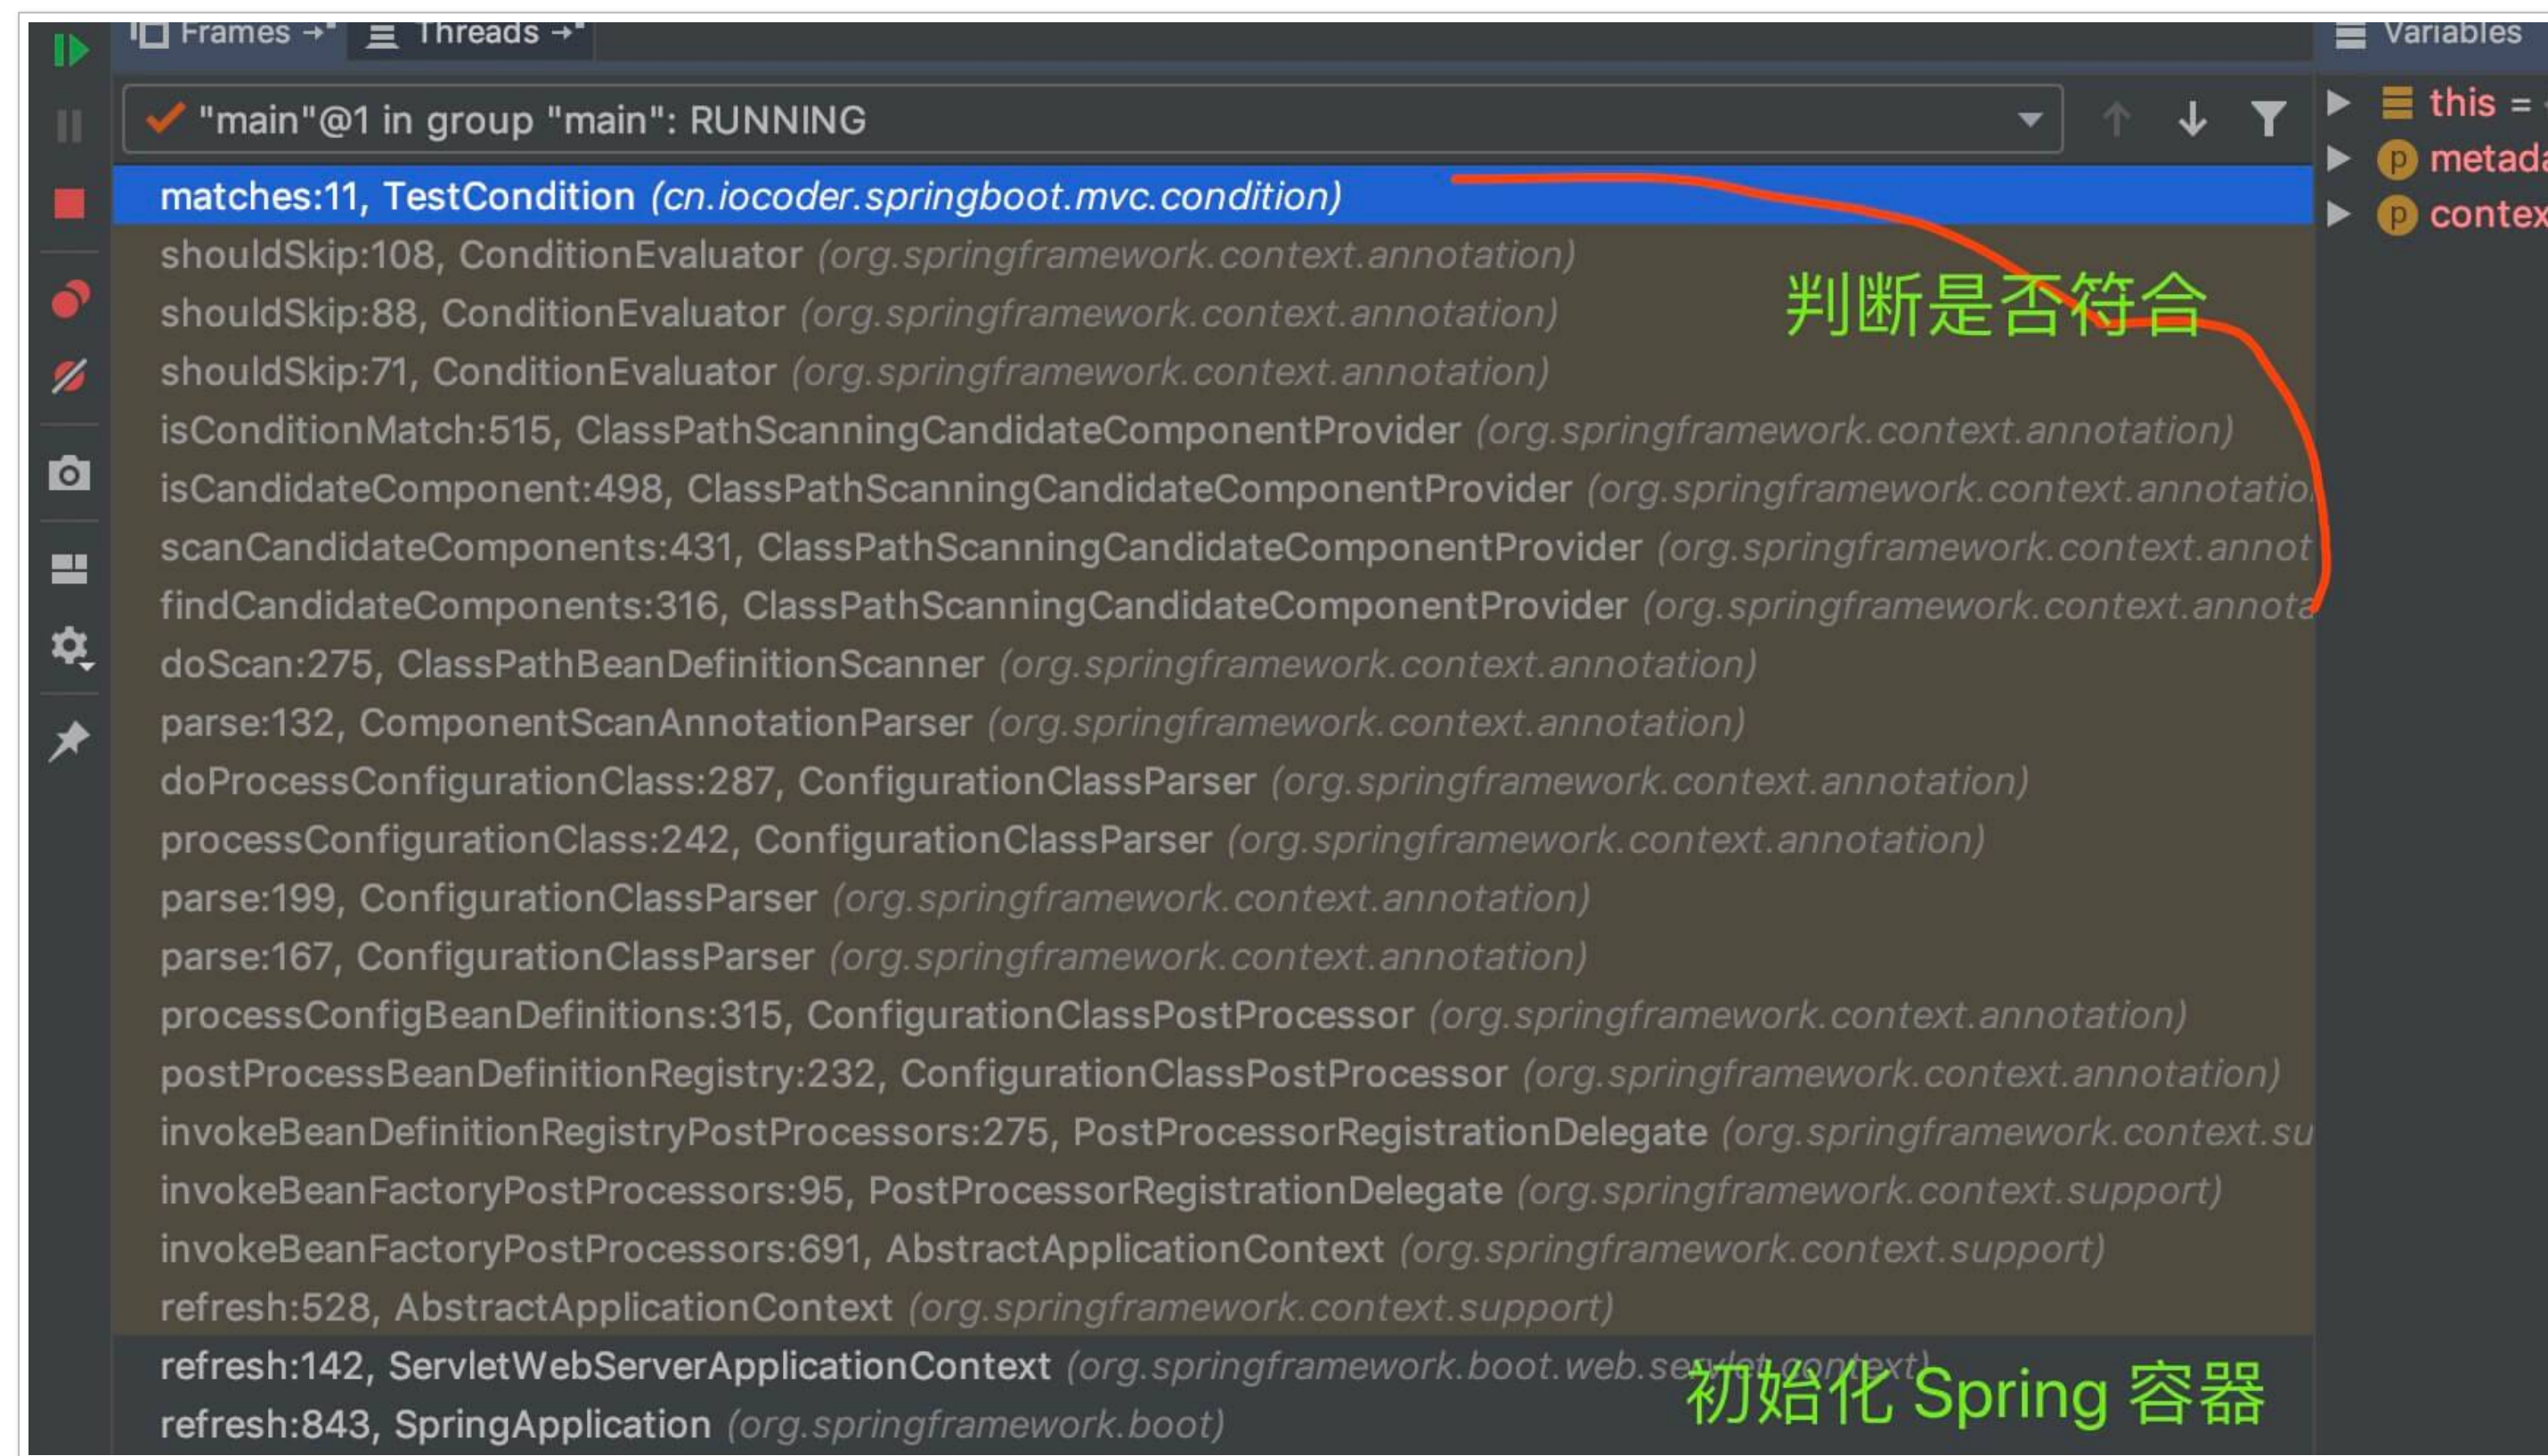 Frames
Threads
Variables
"main"@1 in group "main": RUNNING
this =
metada
contex
matches:11, TestCondition (cn.iocoder.springboot.mvc.condition)
shouldSkip:108, ConditionEvaluator (org.springframework.context.annotation)
判断是否符合
shouldSkip:88, ConditionEvaluator (org.springframework.context.annotation)
shouldSkip:71, ConditionEvaluator (org.springframework.context.annotation)
isConditionMatch:515, ClassPathScanningCandidateComponentProvider (org.springframework.context.annotation)
isCandidateComponent:498, ClassPathScanningCandidateComponentProvider (org.springframework.context.annotatio
scanCandidateComponents:431, ClassPathScanningCandidateComponentProvider (org.springframework.context.annot
findCandidateComponents:316, ClassPathScanningCandidateComponentProvider (org.springframework.context.annota
doScan:275, ClassPathBeanDefinitionScanner (org.springframework.context.annotation)
parse:132, ComponentScanAnnotationParser (org.springframework.context.annotation)
doProcessConfigurationClass:287, ConfigurationClassParser (org.springframework.context.annotation)
processConfigurationClass:242, ConfigurationClassParser (org.springframework.context.annotation)
parse:199, ConfigurationClassParser (org.springframework.context.annotation)
parse:167, ConfigurationClassParser (org.springframework.context.annotation)
processConfigBeanDefinitions:315, ConfigurationClassPostProcessor (org.springframework.context.annotation)
postProcessBeanDefinitionRegistry:232, ConfigurationClassPostProcessor (org.springframework.context.annotation)
invokeBeanDefinitionRegistryPostProcessors:275, PostProcessorRegistrationDelegate (org.springframework.context.su
invokeBeanFactoryPostProcessors:95, PostProcessorRegistrationDelegate (org.springframework.context.support)
invokeBeanFactoryPostProcessors:691, AbstractApplicationContext (org.springframework.context.support)
refresh:528, AbstractApplicationContext (org.springframework.context.support)
refresh:142, ServletWebServerApplicationContext (org.springframework.boot.web.servlet.context)
初始化 Spring 容器
refresh:843, SpringApplication (org.springframework.boot)